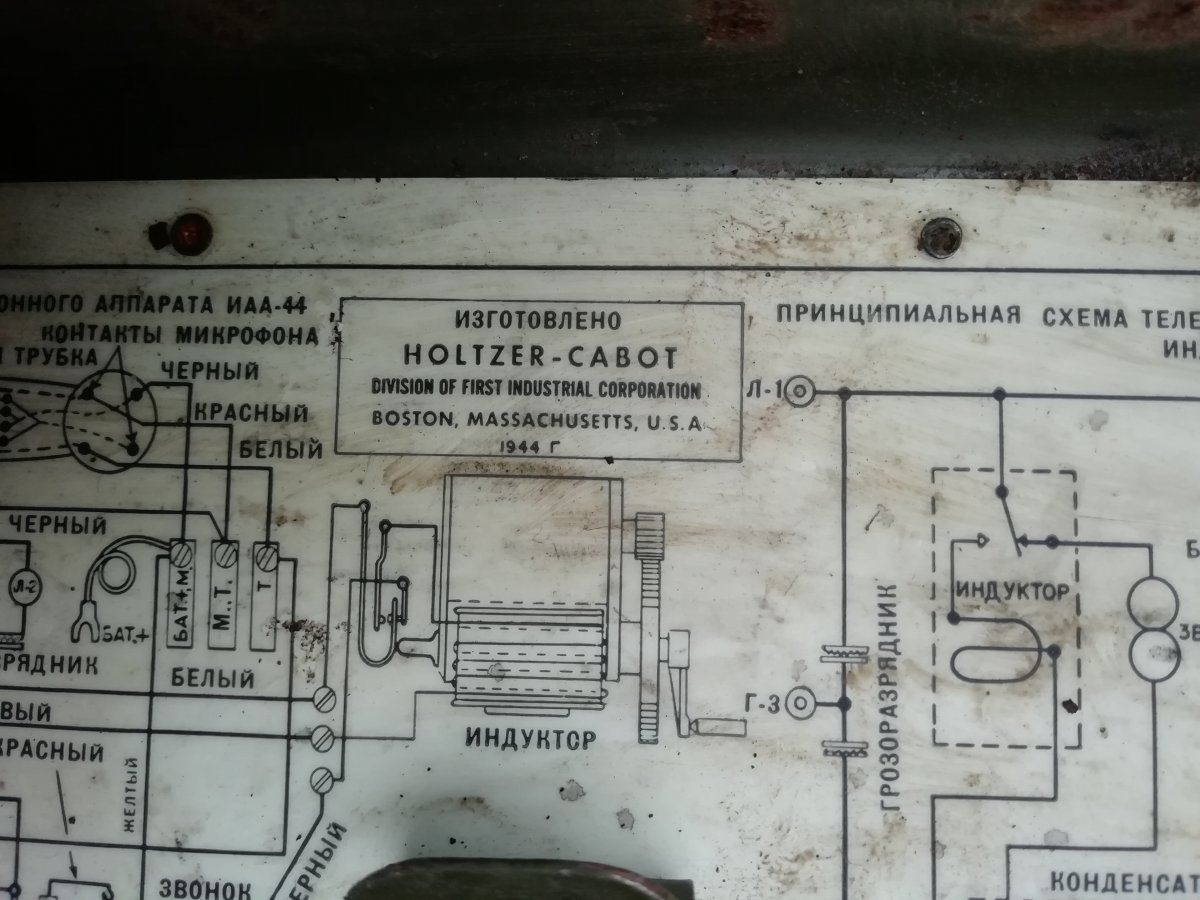 ОННОГО АППАРАТА ИАА-44
КОНТАКТЫ МИКРОФОНА
ТРУБКА
ЧЕРНЫЙ
КРАСНЫЙ
БЕЛЫЙ
ИЗГОТОВЛЕНО
HOLTZER-CABOT
DIVISION OF FIRST INDUSTRIAL CORPORATION
BOSTON, MASSACHUSETTS, U.S.A.
1944 Г
ПРИНЦИПИАЛЬНАЯ СХЕМА ТЕЛЕ
ИН
Л-1
ЧЕРНЫЙ
Л-2
БАТ.+
БАТ.+М.
М..Т.
Т
РЯДНИК
БЕЛЫЙ
ВЫЙ
КРАСНЫЙ
ЖЕЛТЫЙ
ЗВОНОК
ЕРНЫЙ
ИНДУКТОР
Г-3
ГРОЗОРАЗРЯДНИК
ИНДУКТОР
Б
ЗВ
КОНДЕНСАТ